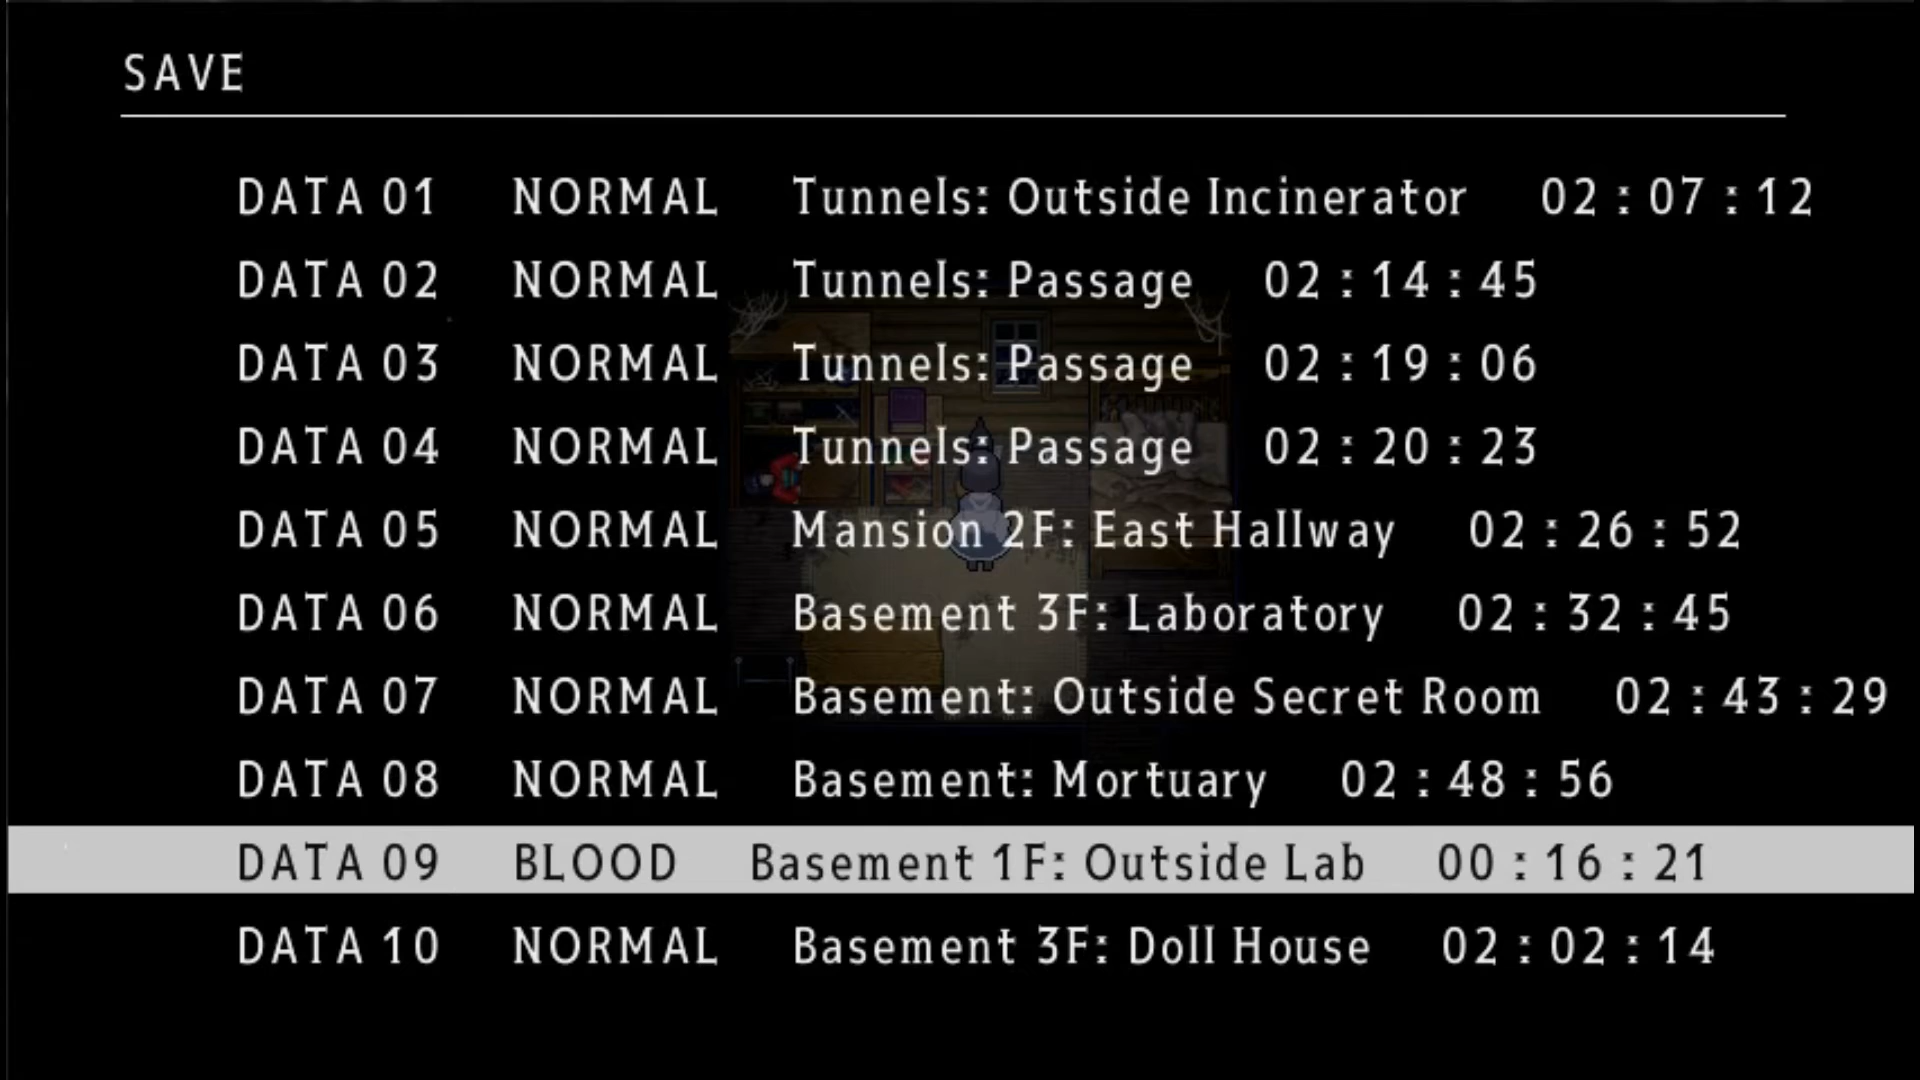 SAVE
DATA 01 NORMAL Tunnels: Outside Incinerator 02:07:12
DATA 02 NORMAL Tunnels: Passage 02:14:45
DATA 03 NORMAL Tunnels: Passage 02:19:06
DATA 04 NORMAL Tunnels: Passage 02:20:23
DATA 05 NORMAL Mansion 2F: East Hallway 02:26:52
DATA 06 NORMAL Basement 3F: Laboratory 02:32:45
DATA 07 NORMAL Basement: Outside Secret Room 02:43:29
DATA 08 NORMAL Basement: Mortuary 02:48:56
DATA 09 BLOOD Basement 1F: Outside Lab 00:16:21
DATA 10 NORMAL Basement 3F: Doll House 02:02:14